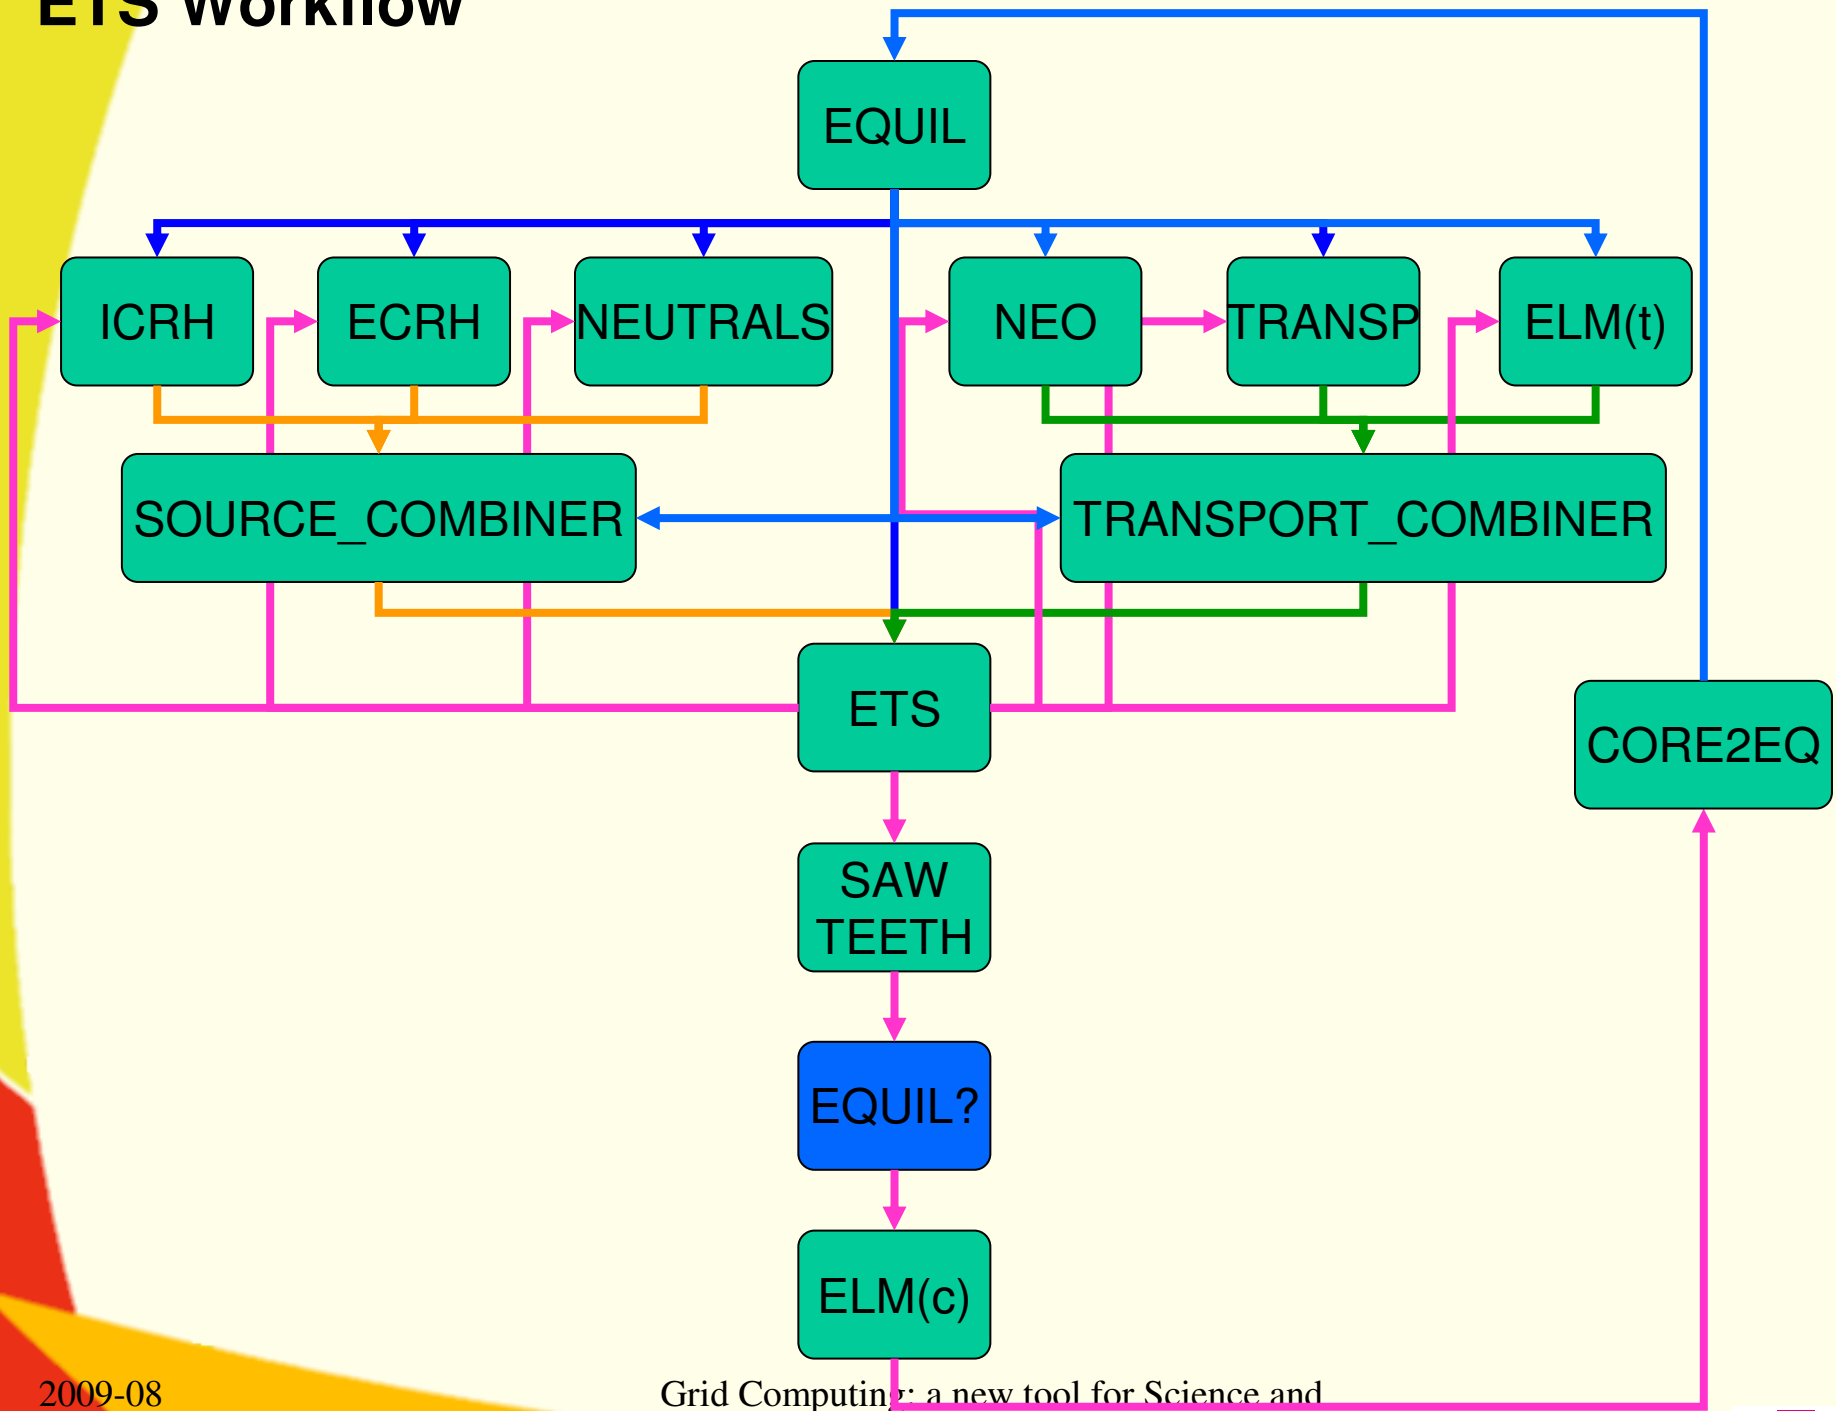 ETS Workflow
EQUIL
ICRH
ECRH
NEUTRALS
NEO
TRANSP
ELM(t)
SOURCE_COMBINER
TRANSPORT_COMBINER
ETS
CORE2EQ
SAW
TEETH
EQUIL?
ELM(c)
2009-08
Grid Computing: a new tool for Science and